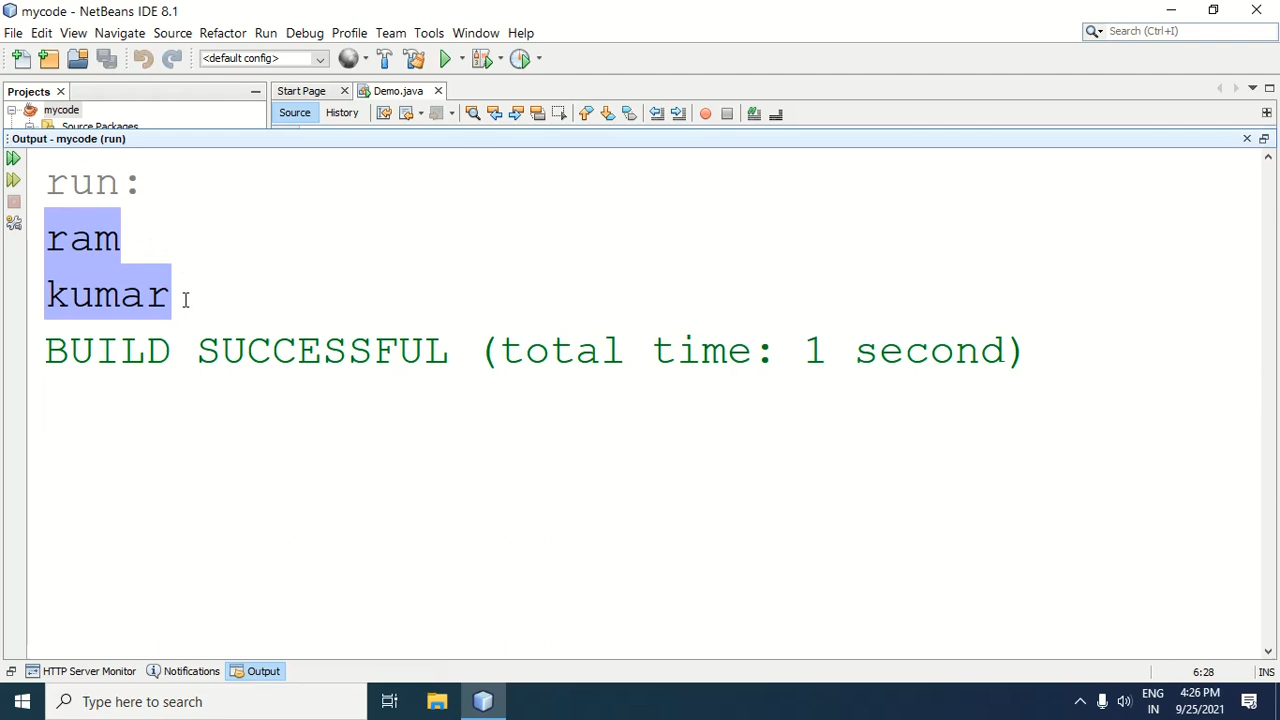 mycode - NetBeans IDE 8.1
File Edit View Navigate Source Refactor Run Debug Profile Team Tools Window Help
Search (Ctrl+I)
<default config>
Projects
Start Page Demo.java
mycode
Source History
Source Packages
Output - mycode (run)
run:
ram
kumar
BUILD SUCCESSFUL (total time: 1 second)
HTTP Server Monitor Notifications Output
6:28 INS
Type here to search
ENG 4:26 PM
IN 9/25/2021